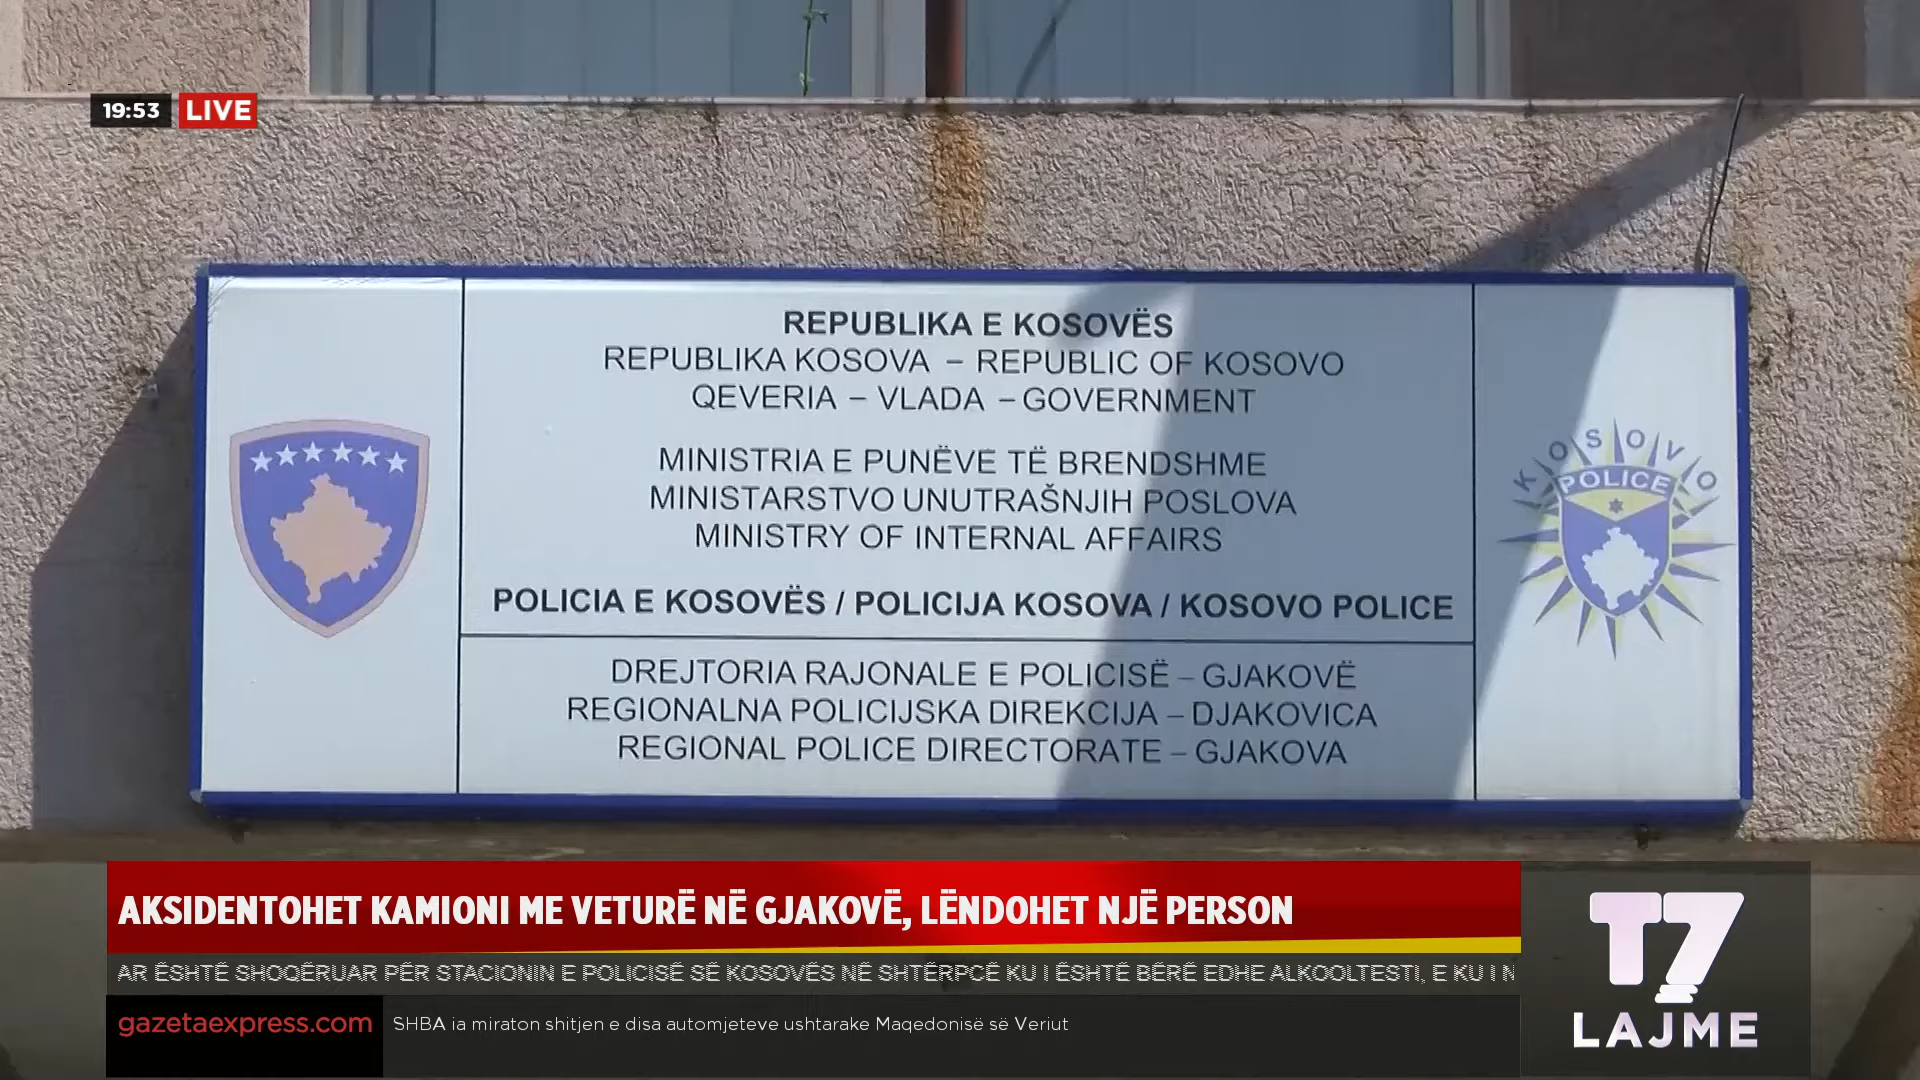 19:53 LIVE
REPUBLIKA E KOSOVËS
REPUBLIKA KOSOVA – REPUBLIC OF KOSOVO
QEVERIA – VLADA – GOVERNMENT
MINISTRIA E PUNËVE TË BRENDSHME
MINISTARSTVO UNUTRAŠNJIH POSLOVA
MINISTRY OF INTERNAL AFFAIRS
POLICIA E KOSOVËS / POLICIJA KOSOVA / KOSOVO POLICE
DREJTORIA RAJONALE E POLICISË – GJAKOVË
REGIONALNA POLICIJSKA DIREKCIJA – DJAKOVICA
REGIONAL POLICE DIRECTORATE – GJAKOVA
KOSOVO
POLICE
AKSIDENTOHET KAMIONI ME VETURË NË GJAKOVË, LËNDOHET NJË PERSON
AR ËSHTË SHOQËRUAR PËR STACIONIN E POLICISË SË KOSOVËS NË SHTËRPCË KU I ËSHTË BËRË EDHE ALKOOLTESTI, E KU I N
gazetaexpress.com SHBA ia miraton shitjen e disa automjeteve ushtarake Maqedonisë së Veriut
T7
LAJME